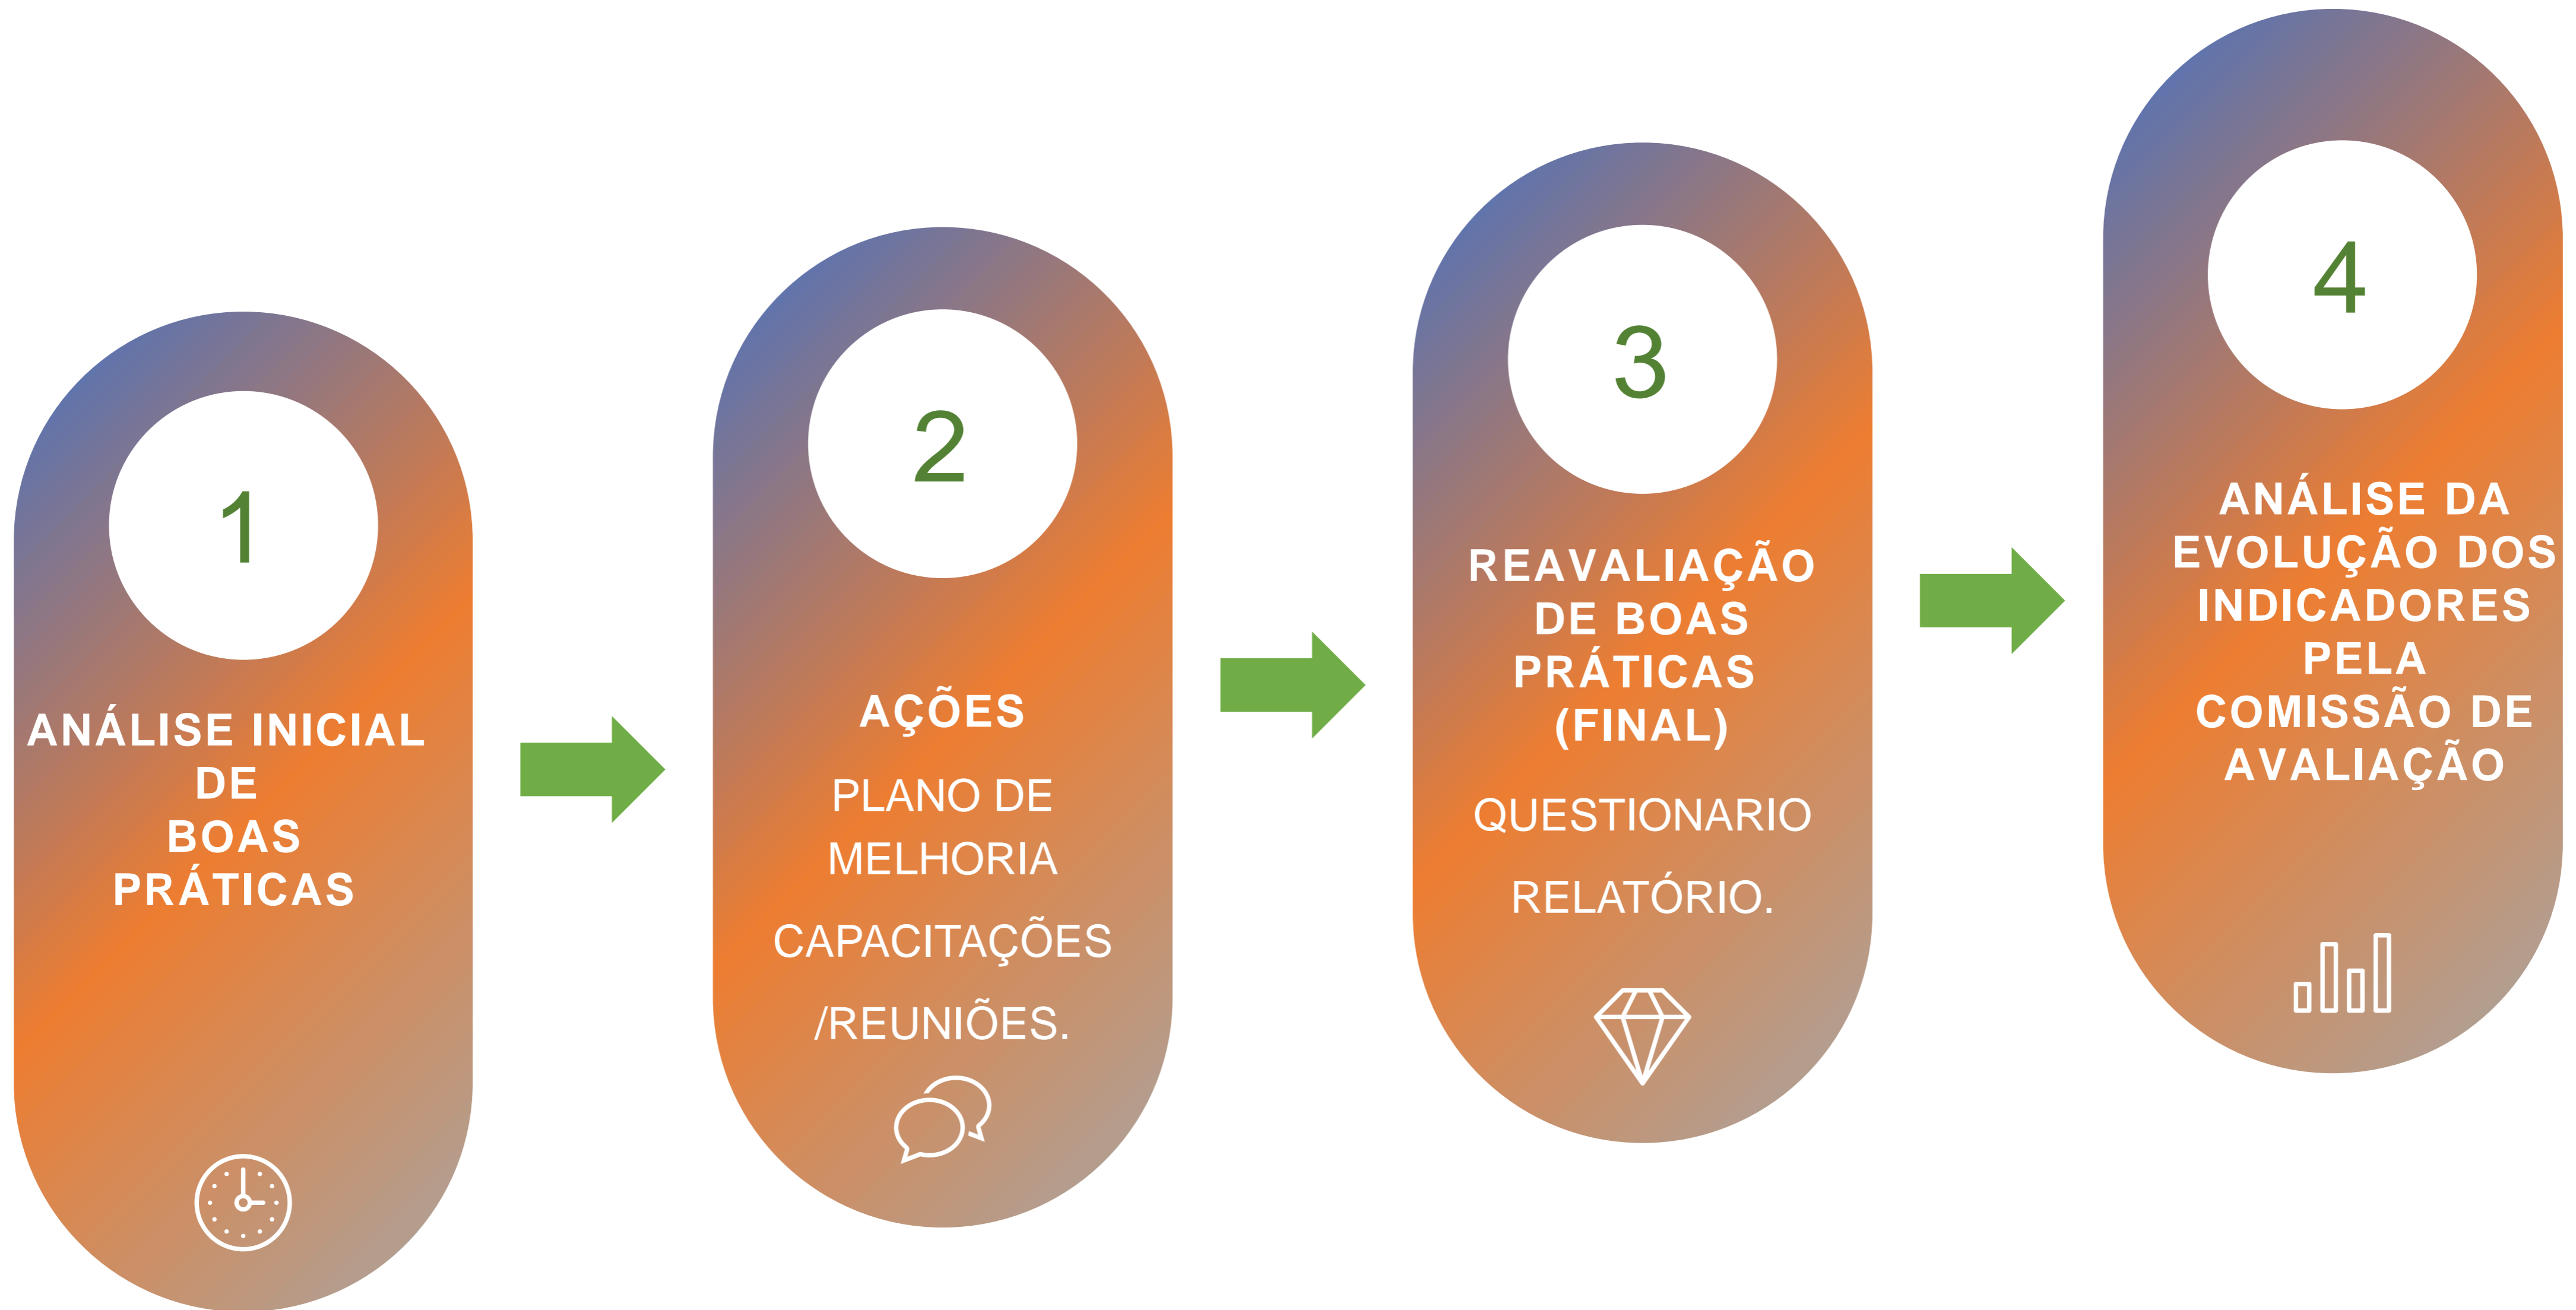 1
ANÁLISE INICIAL
DE
BOAS
PRÁTICAS
2
AÇÕES
PLANO DE
MELHORIA
CAPACITAÇÕES
/REUNIÕES.
3
REAVALIAÇÃO
DE BOAS
PRÁTICAS
(FINAL)
QUESTIONARIO
RELATÓRIO.
4
ANÁLISE DA
EVOLUÇÃO DOS
INDICADORES
PELA
COMISSÃO DE
AVALIAÇÃO